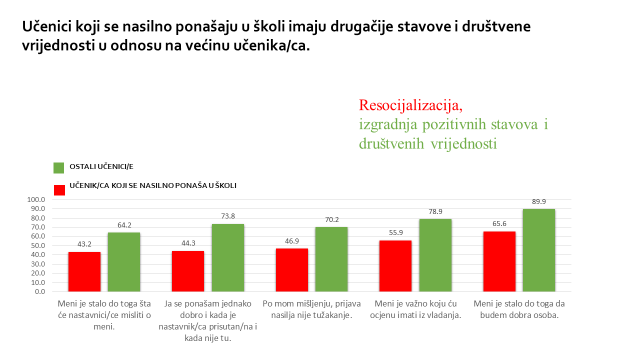 Učenici koji se nasilno ponašaju u školi imaju drugačije stavove i društvene
vrijednosti u odnosu na većinu učenika/ca.
Resocijalizacija,
izgradnja pozitivnih stavova i
društvenih vrijednosti
OSTALI UČENICI/E
UČENIK/CA KOJI SE NASILNO PONAŠA U ŠKOLI
100.0
90.0
80.0
70.0
60.0
50.0
40.0
30.0
20.0
10.0
0.0
43.2
64.2
44.3
73.8
46.9
70.2
55.9
78.9
65.6
89.9
Meni je stalo do toga šta
će nastavnici/ce misliti o
meni.
Ja se ponašam jednako
dobro i kada je
nastavnik/ca prisutan/na i
kada nije tu.
Po mom mišljenju, prijava
nasilja nije tužakanje.
Meni je važno koju ću
ocjenu imati iz vladanja.
Meni je stalo do toga da
budem dobra osoba.